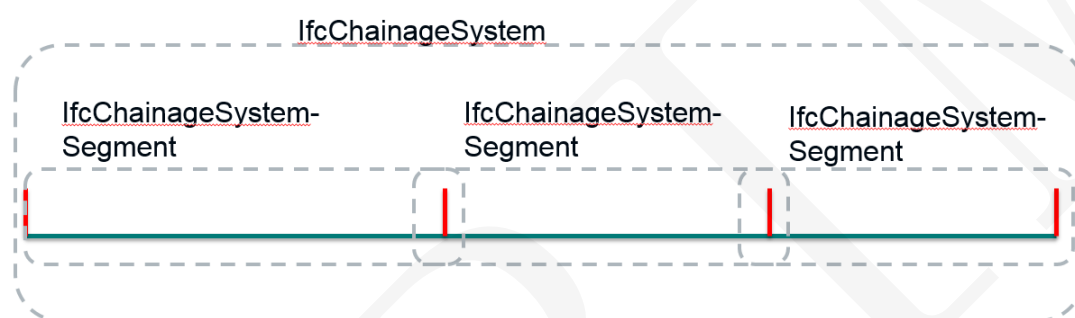 IfcChainageSystem
IfcChainageSystem-
Segment
IfcChainageSystem-
Segment
IfcChainageSystem-
Segment